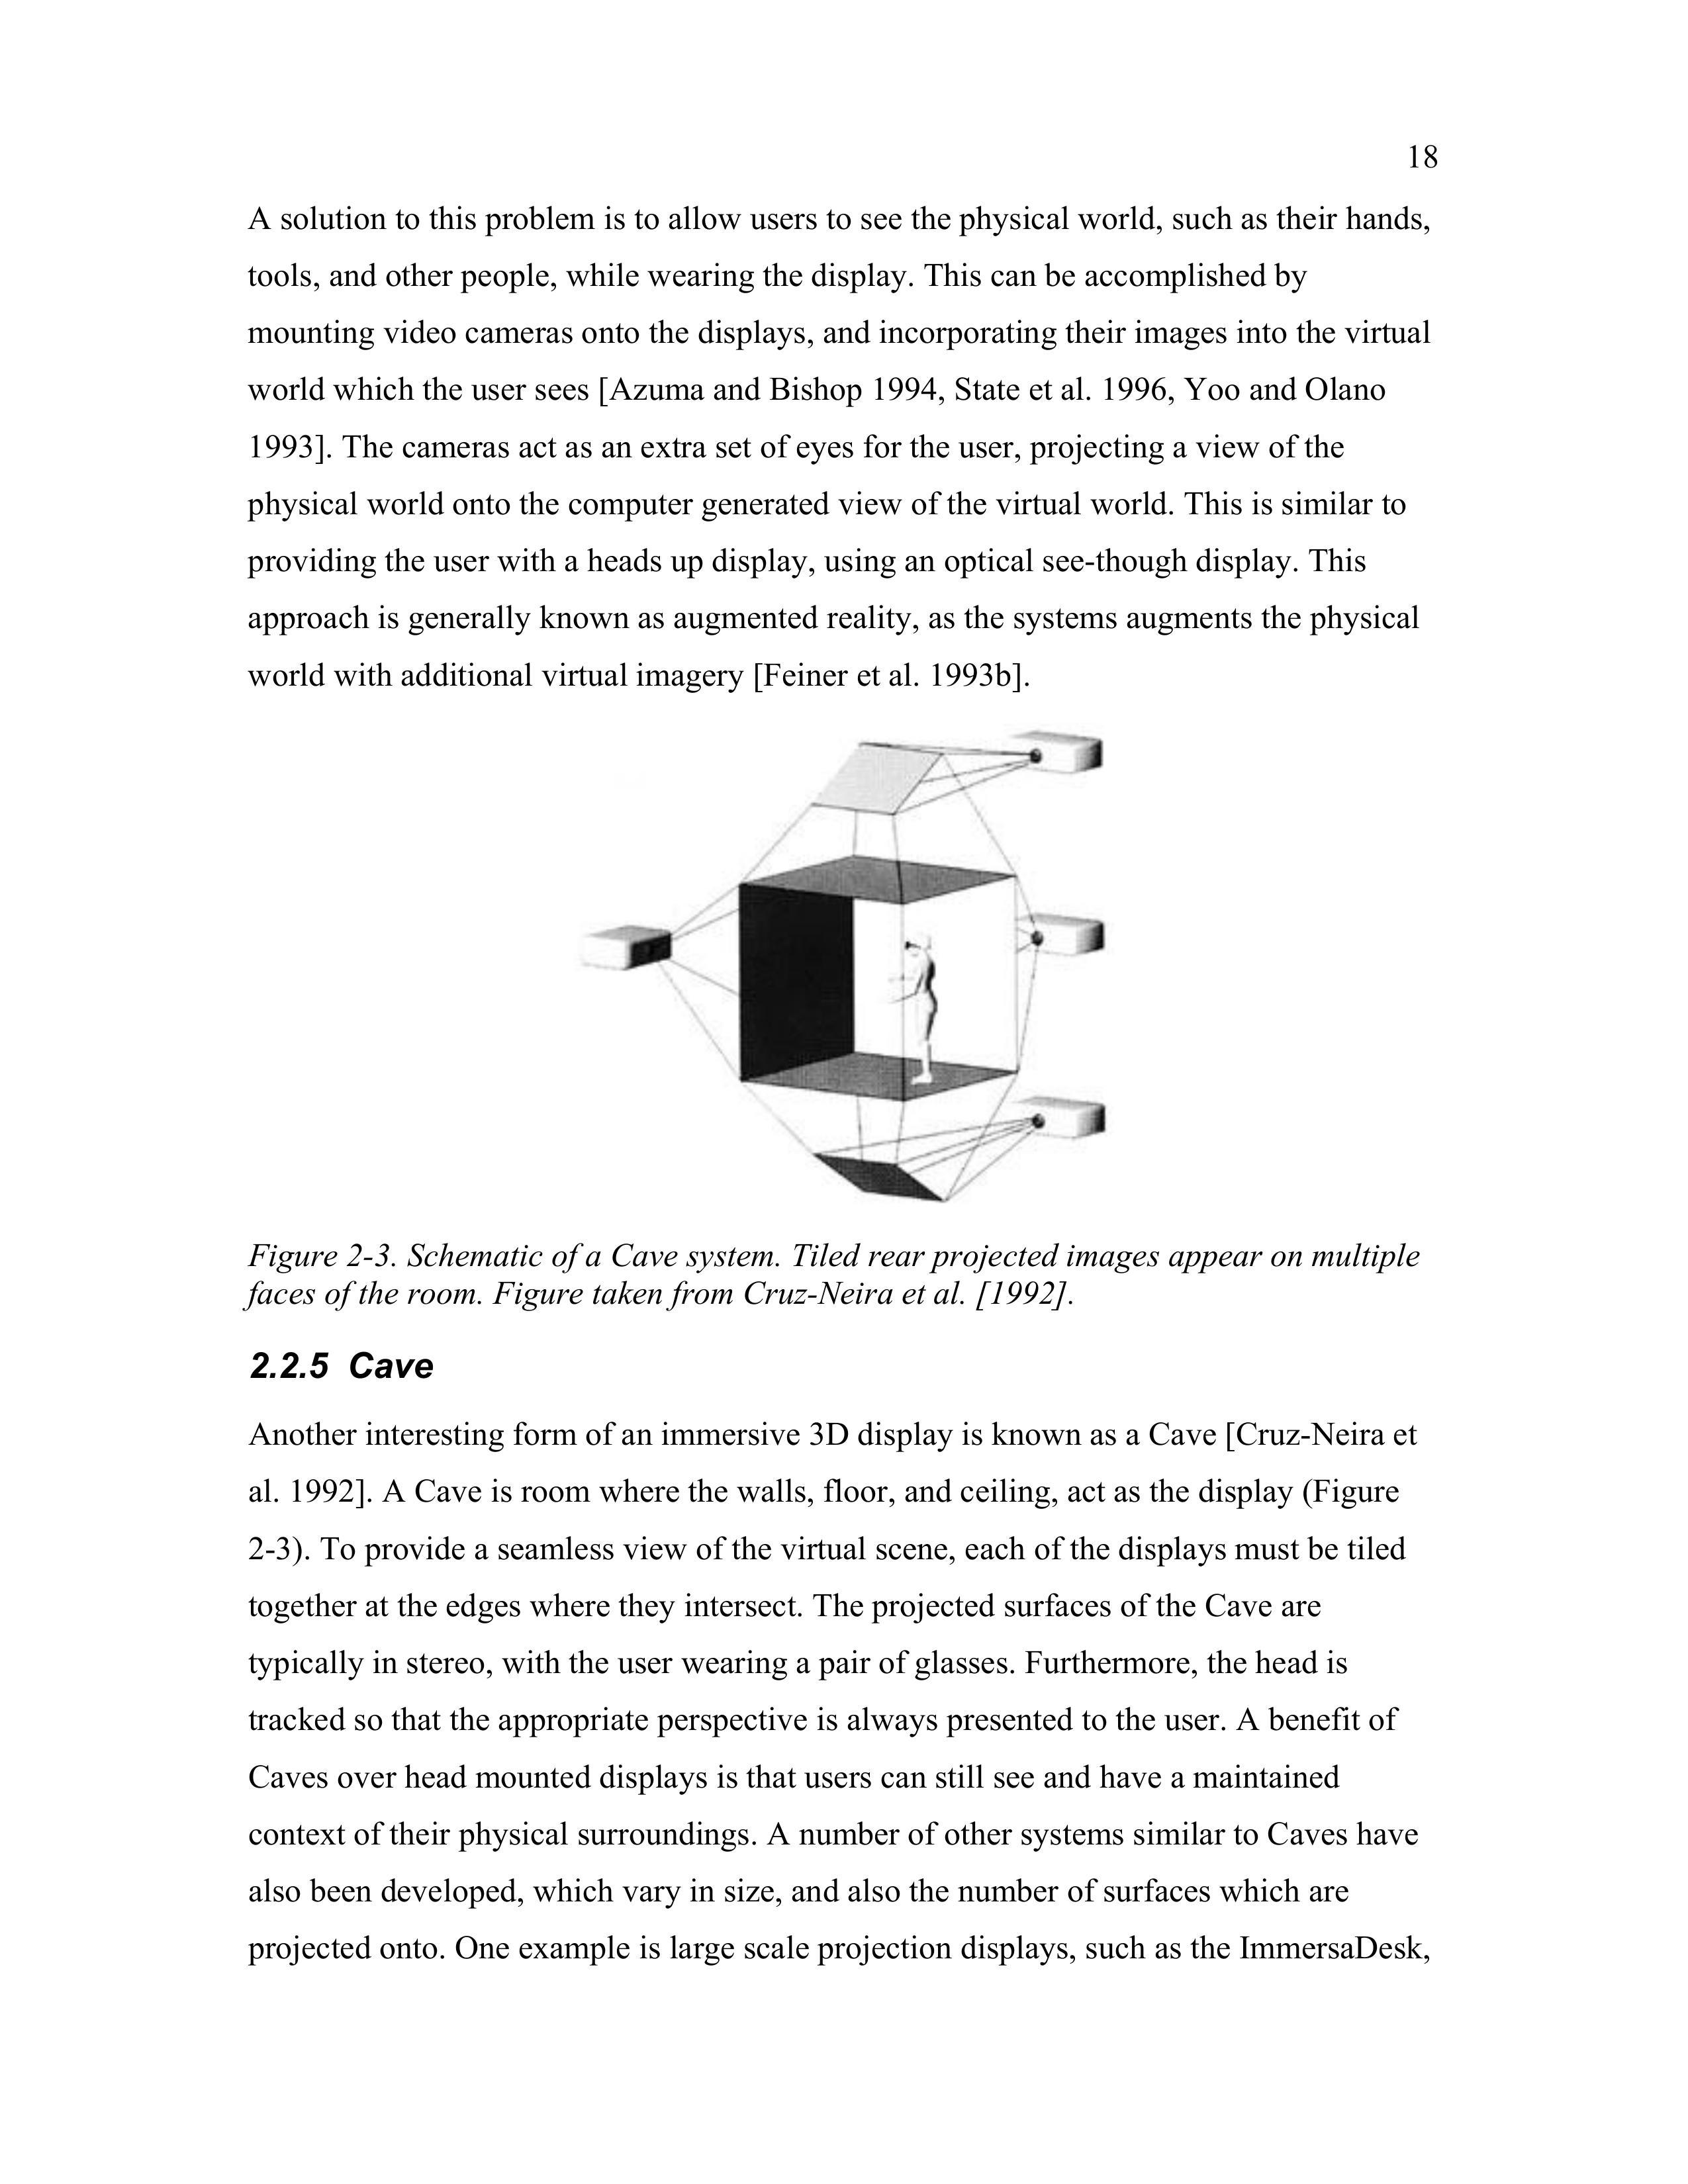 18
A solution to this problem is to allow users to see the physical world, such as their hands,
tools, and other people, while wearing the display. This can be accomplished by
mounting video cameras onto the displays, and incorporating their images into the virtual
world which the user sees [Azuma and Bishop 1994, State et al. 1996, Yoo and Olano
1993]. The cameras act as an extra set of eyes for the user, projecting a view of the
physical world onto the computer generated view of the virtual world. This is similar to
providing the user with a heads up display, using an optical see-though display. This
approach is generally known as augmented reality, as the systems augments the physical
world with additional virtual imagery [Feiner et al. 1993b].
Figure 2-3. Schematic of a Cave system. Tiled rear projected images appear on multiple
faces of the room. Figure taken from Cruz-Neira et al. [1992].
2.2.5 Cave
Another interesting form of an immersive 3D display is known as a Cave [Cruz-Neira et
al. 1992]. A Cave is room where the walls, floor, and ceiling, act as the display (Figure
2-3). To provide a seamless view of the virtual scene, each of the displays must be tiled
together at the edges where they intersect. The projected surfaces of the Cave are
typically in stereo, with the user wearing a pair of glasses. Furthermore, the head is
tracked so that the appropriate perspective is always presented to the user. A benefit of
Caves over head mounted displays is that users can still see and have a maintained
context of their physical surroundings. A number of other systems similar to Caves have
also been developed, which vary in size, and also the number of surfaces which are
projected onto. One example is large scale projection displays, such as the ImmersaDesk,